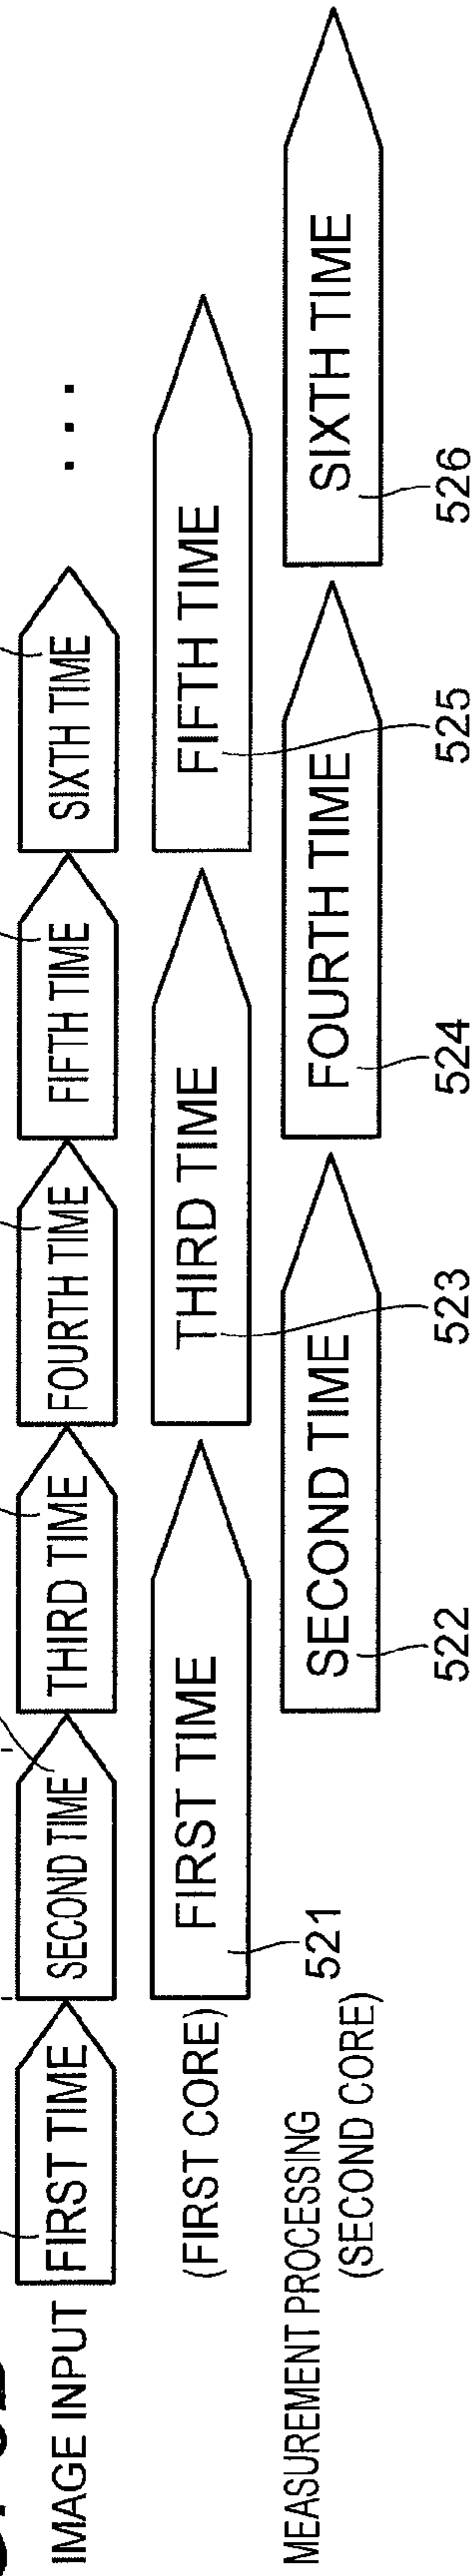 IMAGE INPUT
FIRST TIME
SECOND TIME
THIRD TIME
FOURTH TIME
FIFTH TIME
SIXTH TIME
...
(FIRST CORE)
FIRST TIME
THIRD TIME
FIFTH TIME
521
523
525
MEASUREMENT PROCESSING
(SECOND CORE)
SECOND TIME
FOURTH TIME
SIXTH TIME
522
524
526